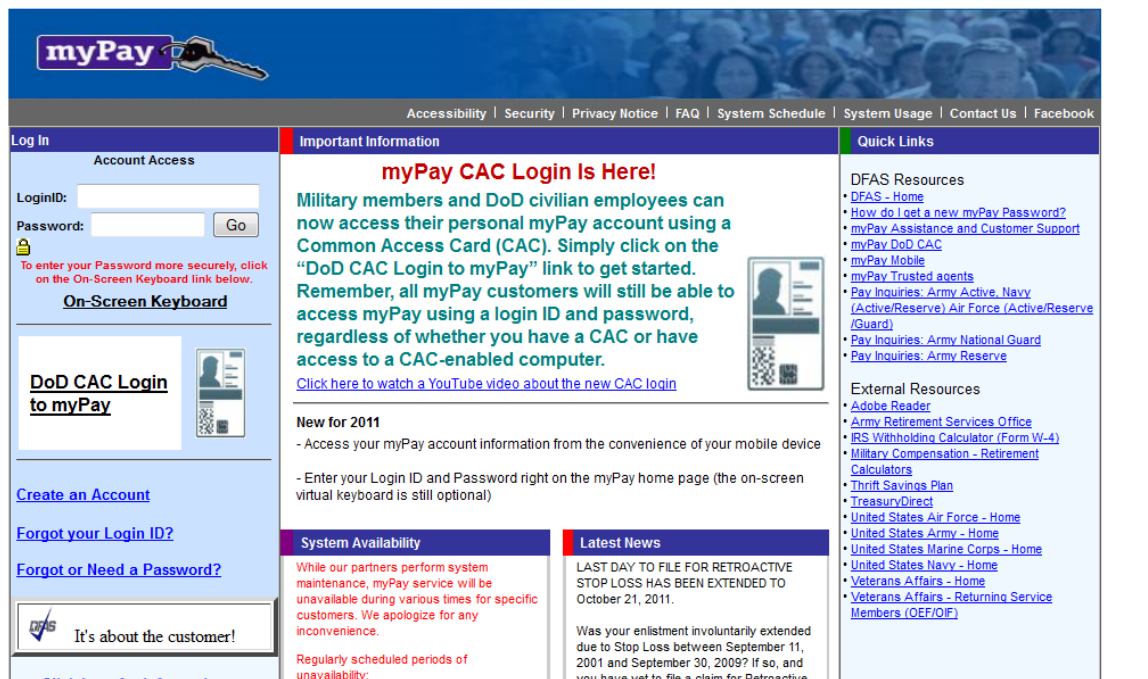 myPay
Accessibility | Security | Privacy Notice | FAQ | System Schedule | System Usage | Contact Us | Facebook
Log In
Account Access
LoginID:
Password:
Go
To enter your Password more securely, click
on the On-Screen Keyboard link below.
On-Screen Keyboard
DoD CAC Login
to myPay
Create an Account
Forgot your Login ID?
Forgot or Need a Password?
DFAS
It's about the customer!
Important Information
myPay CAC Login Is Here!
Military members and DoD civilian employees can
now access their personal myPay account using a
Common Access Card (CAC). Simply click on the
“DoD CAC Login to myPay” link to get started.
Remember, all myPay customers will still be able to
access myPay using a login ID and password,
regardless of whether you have a CAC or have
access to a CAC-enabled computer.
Click here to watch a YouTube video about the new CAC login
New for 2011
- Access your myPay account information from the convenience of your mobile device
- Enter your Login ID and Password right on the myPay home page (the on-screen
virtual keyboard is still optional)
System Availability
While our partners perform system
maintenance, myPay service will be
unavailable during various times for specific
customers. We apologize for any
inconvenience.
Regularly scheduled periods of
unavailability:
Latest News
LAST DAY TO FILE FOR RETROACTIVE
STOP LOSS HAS BEEN EXTENDED TO
October 21, 2011.
Was your enlistment involuntarily extended
due to Stop Loss between September 11,
2001 and September 30, 2009? If so, and
you have yet to file a claim for Retroactive
Quick Links
DFAS Resources
• DFAS - Home
• How do I get a new myPay Password?
• myPay Assistance and Customer Support
• myPay DoD CAC
• myPay Mobile
• myPay Trusted agents
• Pay Inquiries: Army Active, Navy
(Active/Reserve) Air Force (Active/Reserve
/Guard)
• Pay Inquiries: Army National Guard
• Pay Inquiries: Army Reserve
External Resources
• Adobe Reader
• Army Retirement Services Office
• IRS Withholding Calculator (Form W-4)
• Military Compensation - Retirement
Calculators
• Thrift Savings Plan
• TreasuryDirect
• United States Air Force - Home
• United States Army - Home
• United States Marine Corps - Home
• United States Navy - Home
• Veterans Affairs - Home
• Veterans Affairs - Returning Service
Members (OEF/OIF)